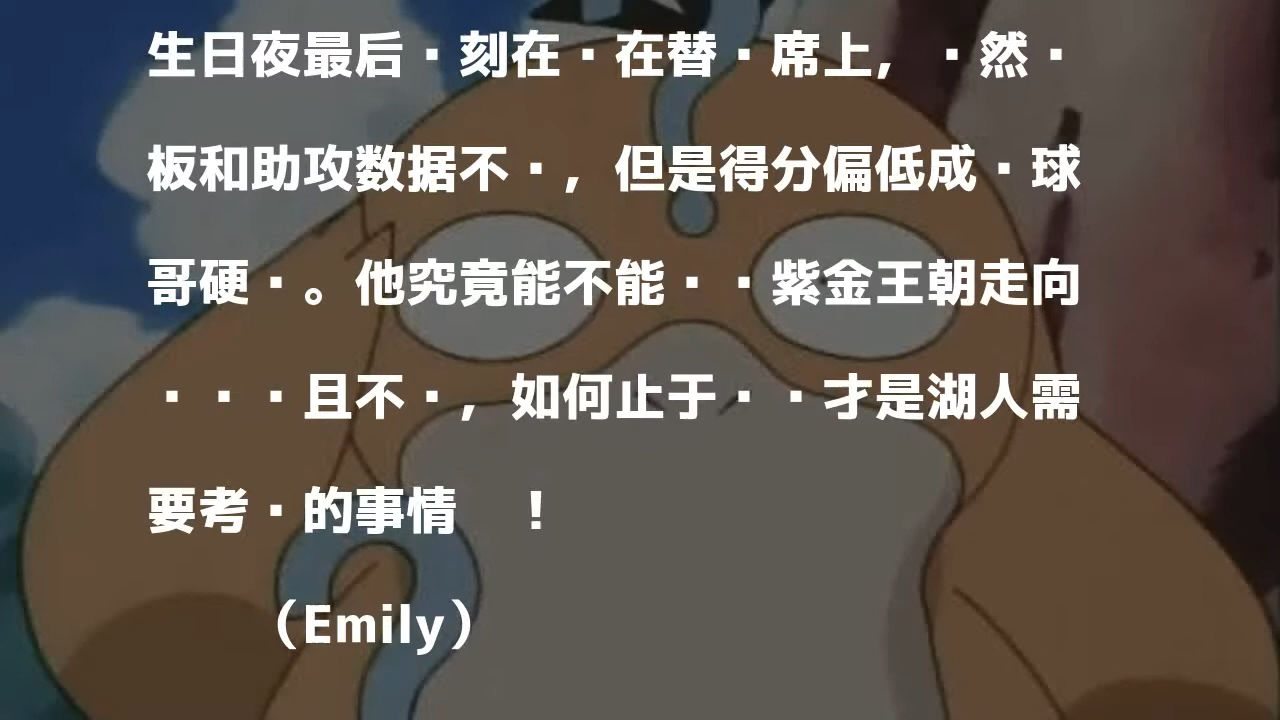 生日夜最后·刻在·在替·席上，·然·
板和助攻数据不·，但是得分偏低成·球
哥硬·。他究竟能不能··紫金王朝走向
···且不·，如何止于··才是湖人需
要考·的事情　！
（Emily）